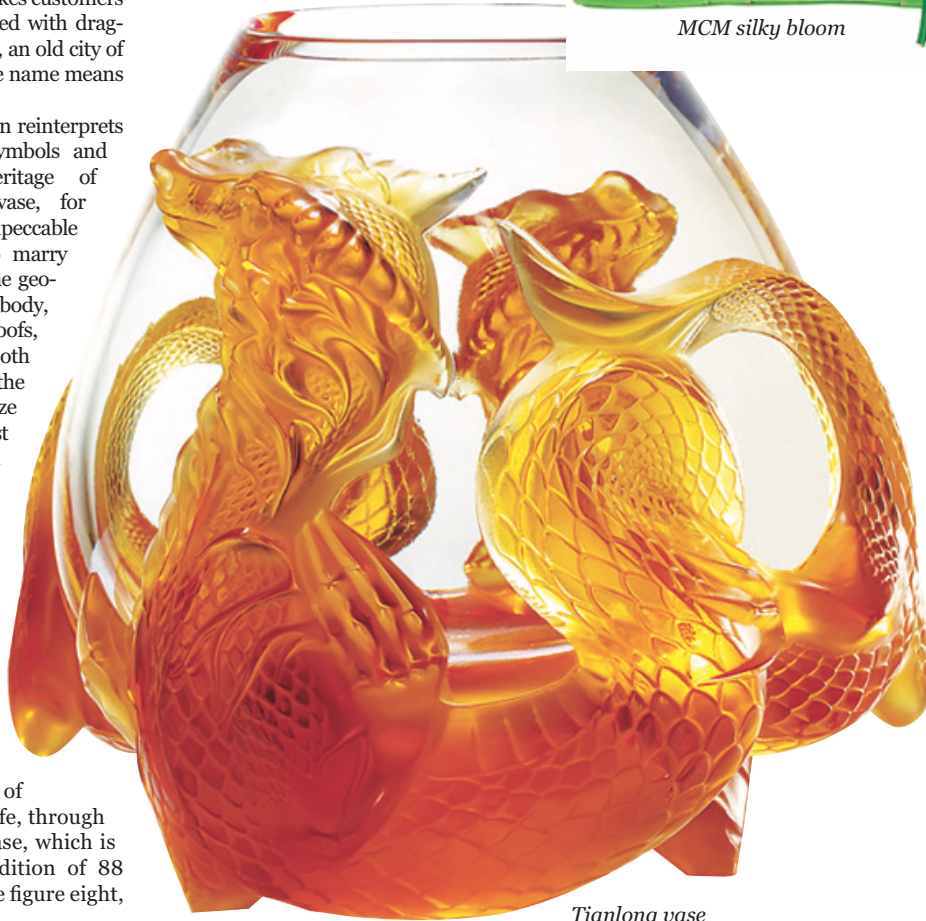 kes customers
ed with drag-
, an old city of
e name means
n reinterprets
ymbols and
eritage of
vase, for
peccable
marry
he geo-
body,
oofs,
oth
the
ze
st
of
fe, through
ase, which is
dition of 88
e figure eight,
MCM silky bloom
Tianlong vase